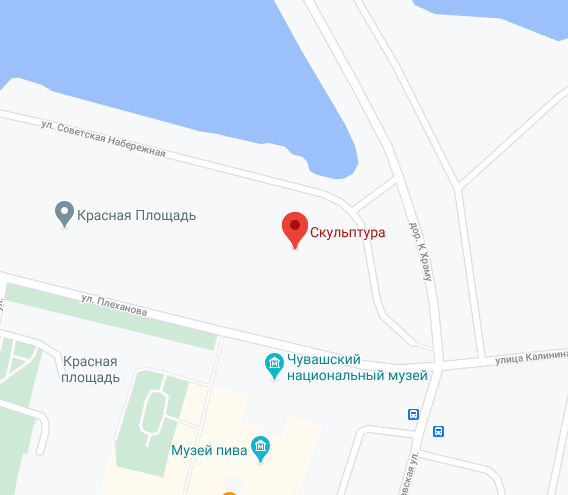 ул. Советская Набережная
Красная Площадь
Скульптура
дор. К Храму
ул. Плеханова
Красная
площадь
Чувашский
национальный музей
улица Калинина
Музей пива